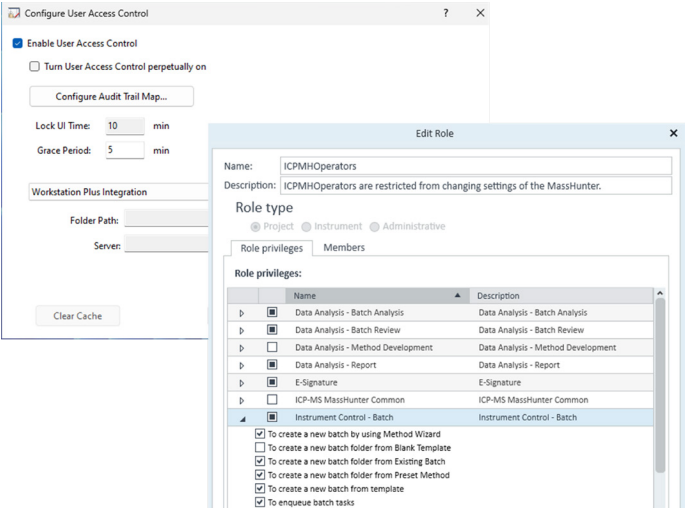 Configure User Access Control
Enable User Access Control
Turn User Access Control perpetually on
Configure Audit Trail Map...
Lock UI Time: 10 min
Grace Period: 5 min
Workstation Plus Integration
Folder Path:
Server:
Clear Cache
Edit Role
Name: ICPMHOperators
Description: ICPMHOperators are restricted from changing settings of the MassHunter.
Role type
Project Instrument Administrative
Role privileges Members
Role privileges:
Name Description
Data Analysis - Batch Analysis Data Analysis - Batch Analysis
Data Analysis - Batch Review Data Analysis - Batch Review
Data Analysis - Method Development Data Analysis - Method Development
Data Analysis - Report Data Analysis - Report
E-Signature E-Signature
ICP-MS MassHunter Common ICP-MS MassHunter Common
Instrument Control - Batch Instrument Control - Batch
To create a new batch by using Method Wizard
To create a new batch folder from Blank Template
To create a new batch folder from Existing Batch
To create a new batch folder from Preset Method
To create a new batch from template
To enqueue batch tasks